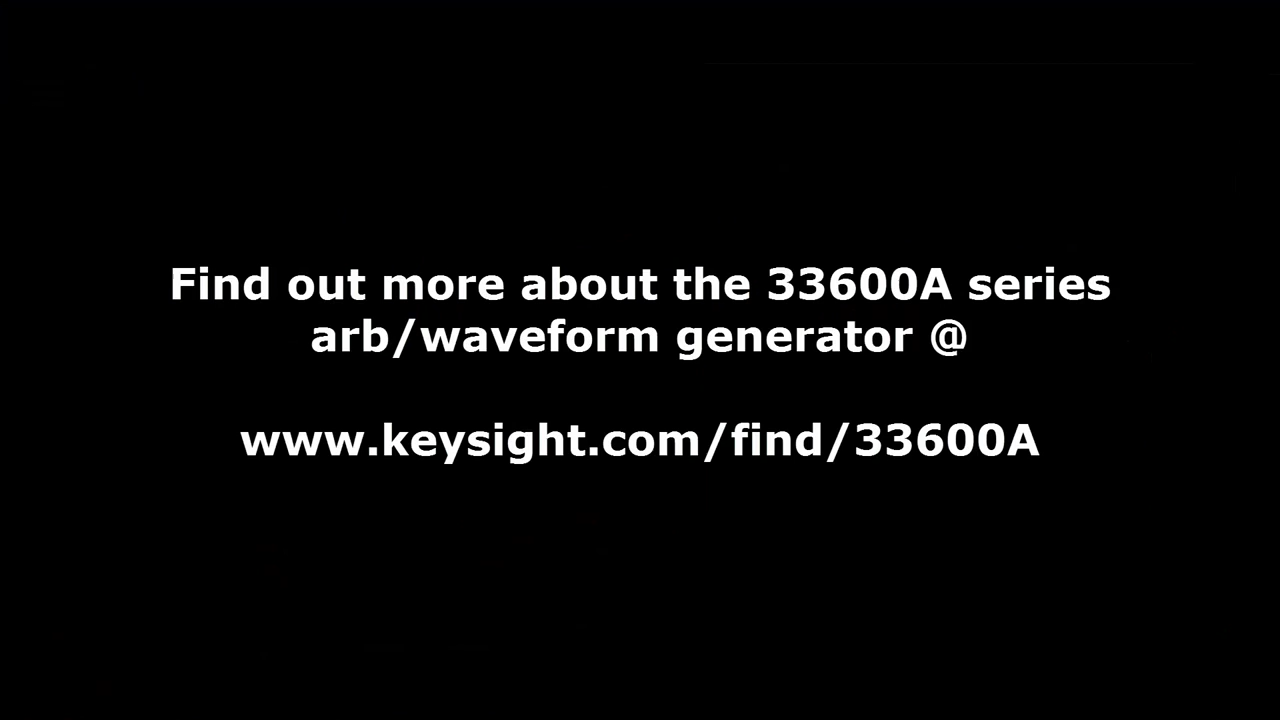 Find out more about the 33600A series
arb/waveform generator @
www.keysight.com/find/33600A